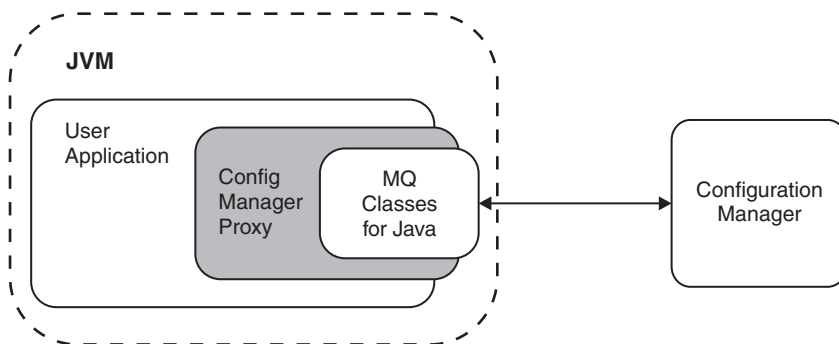 JVM
User
Application
Config
Manager
Proxy
MQ
Classes
for Java
Configuration
Manager